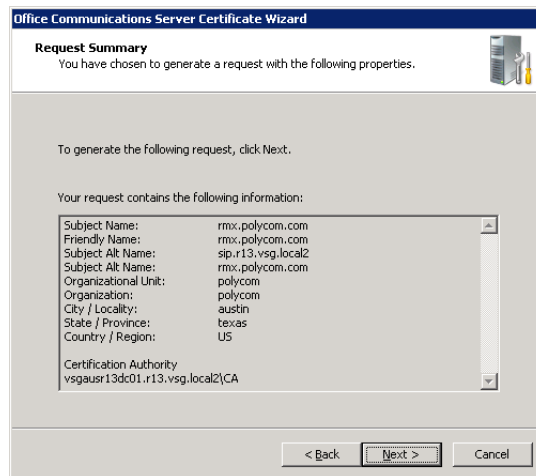 Office Communications Server Certificate Wizard
Request Summary
You have chosen to generate a request with the following properties.
To generate the following request, click Next.
Your request contains the following information:
Subject Name: rmx.polycom.com
Friendly Name: rmx.polycom.com
Subject Alt Name: sip.r13.vsg.local2
Subject Alt Name: rmx.polycom.com
Organizational Unit: polycom
Organization: polycom
City / Locality: austin
State / Province: texas
Country / Region: US
Certification Authority
vsgausr13dc01.r13.vsg.local2\CA
< Back Next > Cancel